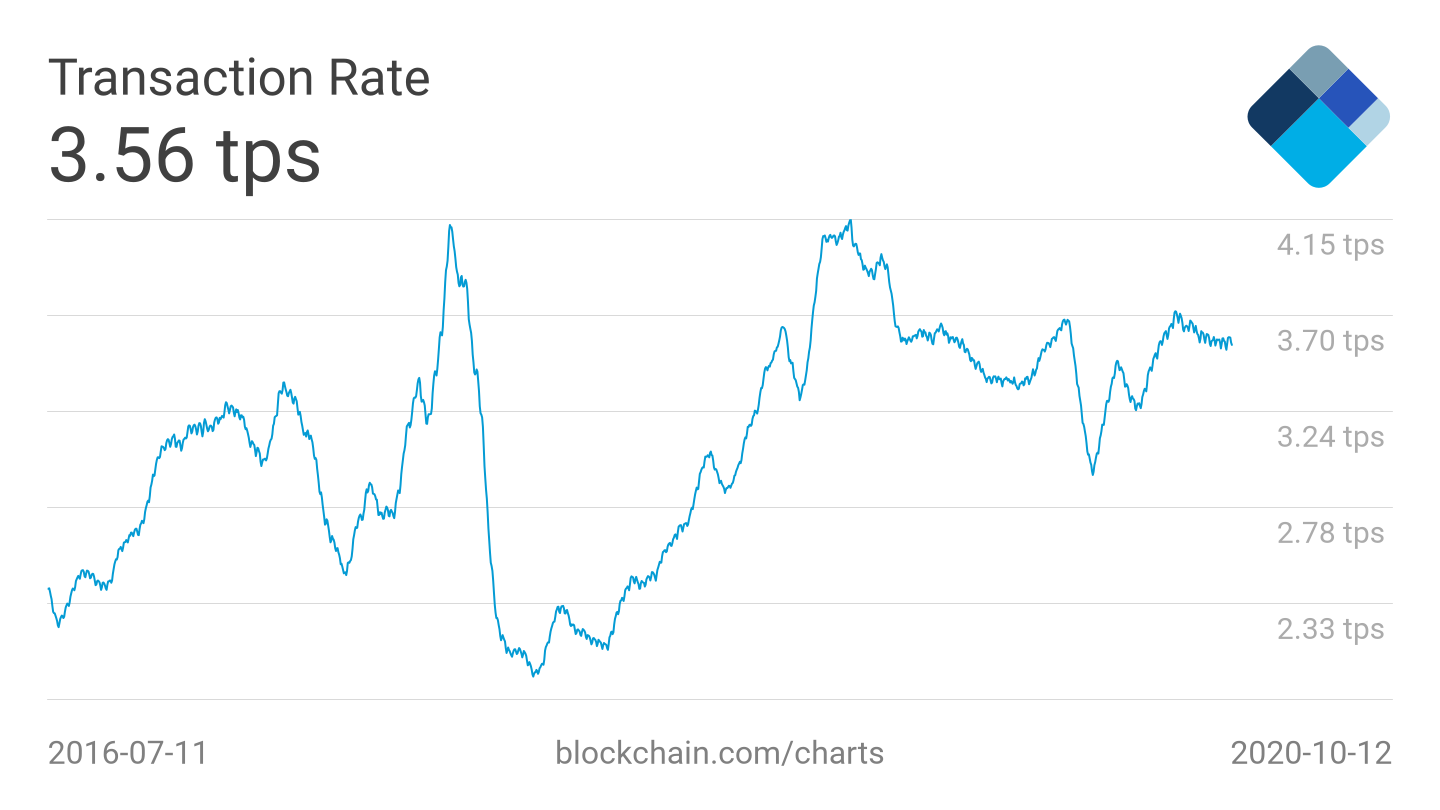 Transaction Rate
3.56 tps
4.15 tps
3.70 tps
3.24 tps
2.78 tps
2.33 tps
2016-07-11
blockchain.com/charts
2020-10-12